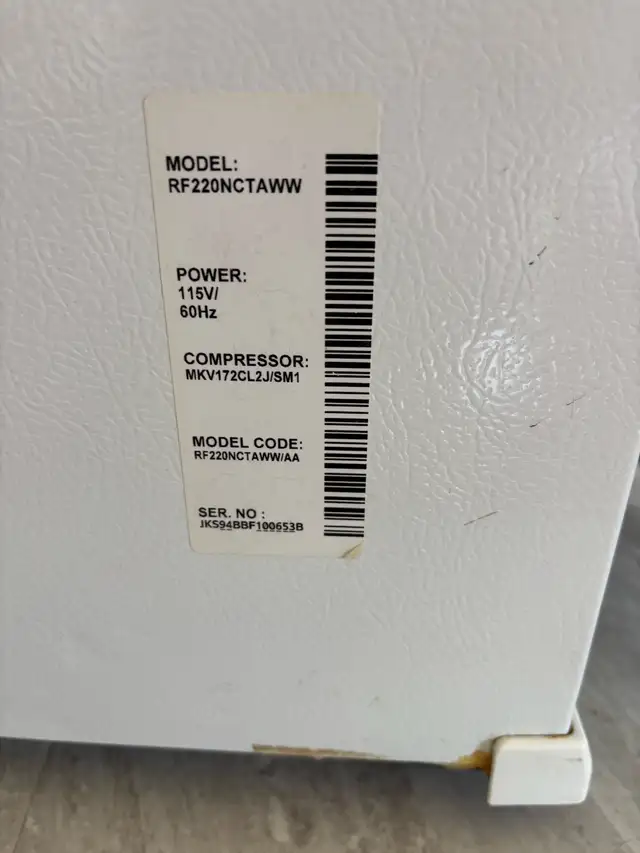 MODEL:
RF220NCTAWW
POWER:
115V/
60Hz
COMPRESSOR:
MKV172CL2J/SM1
MODEL CODE:
RF220NCTAWW/AA
SER. NO :
JKS94BBF100653B